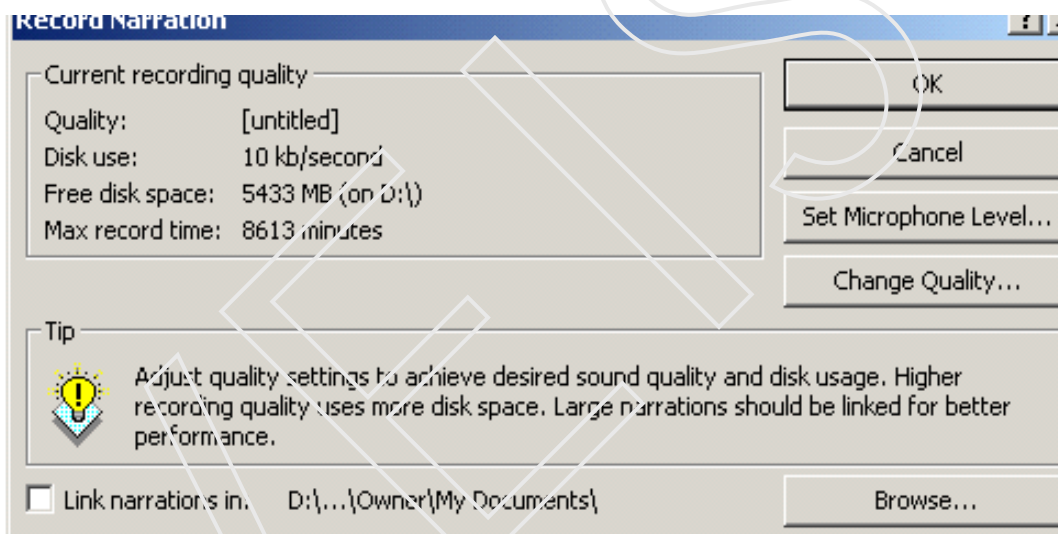 Record Narration
Current recording quality
Quality: [untitled]
Disk use: 10 kb/second
Free disk space: 5433 MB (on D:\)
Max record time: 8613 minutes
OK
Cancel
Set Microphone Level...
Change Quality...
Tip
Adjust quality settings to achieve desired sound quality and disk usage. Higher
recording quality uses more disk space. Large narrations should be linked for better
performance.
Link narrations in: D:\...\Owner\My Documents\
Browse...